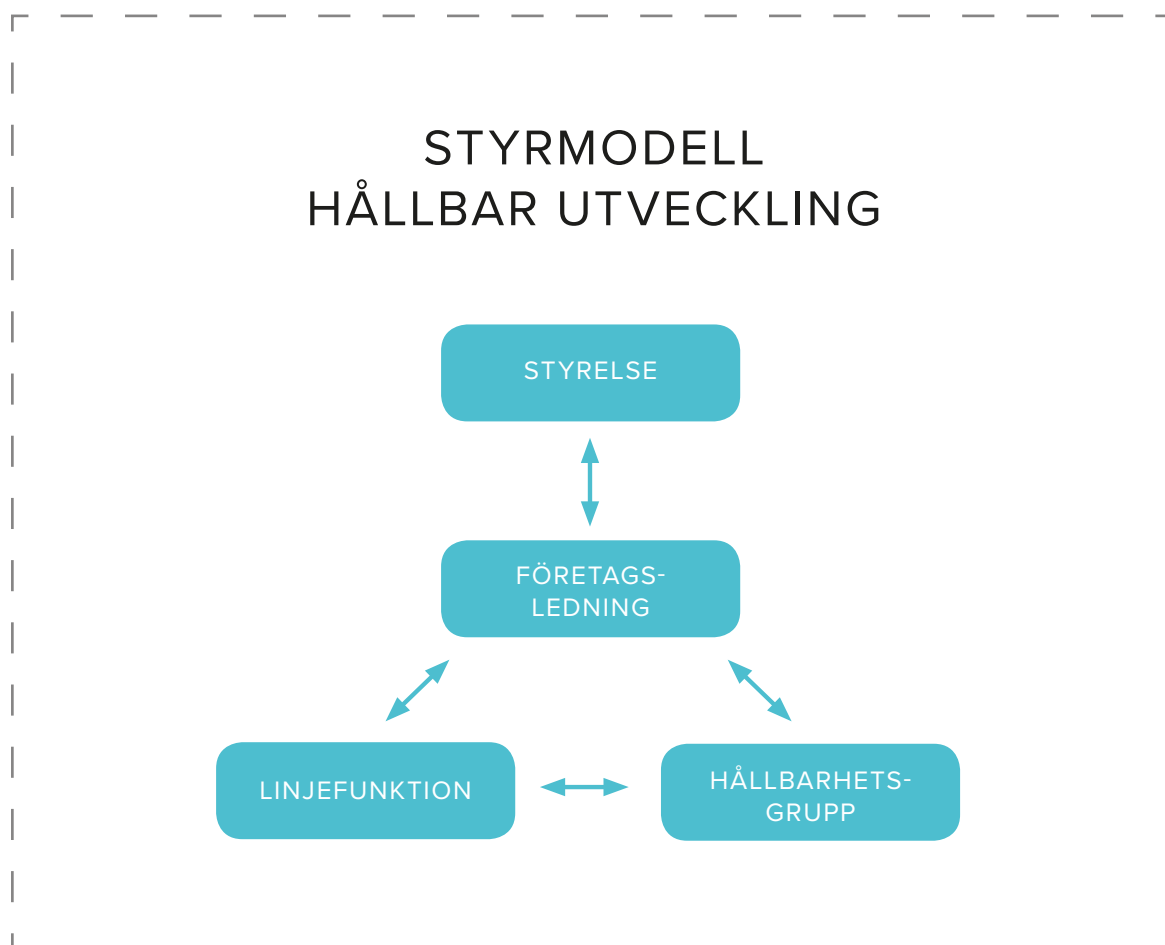 STYRMODELL
HÅLLBAR UTVECKLING
STYRELSE
FÖRETAGS-
LEDNING
LINJEFUNKTION
HÅLLBARHETS-
GRUPP